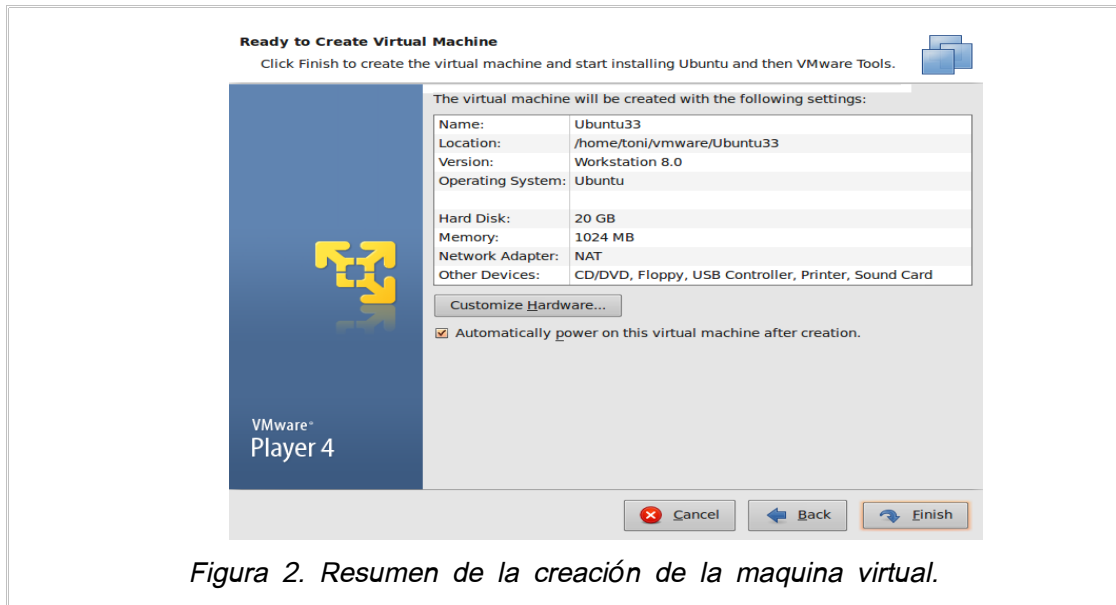 Ready to Create Virtual Machine
Click Finish to create the virtual machine and start installing Ubuntu and then VMware Tools.
The virtual machine will be created with the following settings:
Name: Ubuntu33
Location: /home/toni/vmware/Ubuntu33
Version: Workstation 8.0
Operating System: Ubuntu
Hard Disk: 20 GB
Memory: 1024 MB
Network Adapter: NAT
Other Devices: CD/DVD, Floppy, USB Controller, Printer, Sound Card
Customize Hardware...
Automatically power on this virtual machine after creation.
VMware®
Player 4
Cancel Back Finish
Figura 2. Resumen de la creación de la maquina virtual.